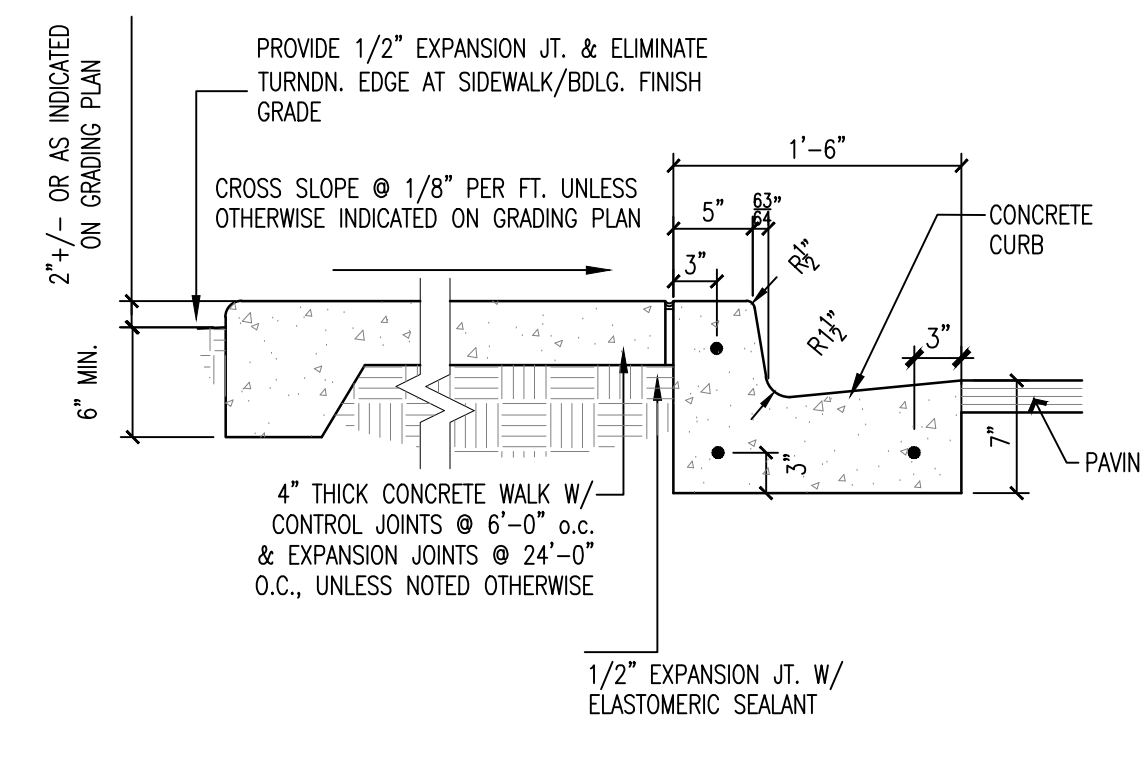 2"+/- OR AS INDICATED
ON GRADING PLAN
PROVIDE 1/2" EXPANSION JT. & ELIMINATE
TURNDN. EDGE AT SIDEWALK/BDLG. FINISH
GRADE
CROSS SLOPE @ 1/8" PER FT. UNLESS
OTHERWISE INDICATED ON GRADING PLAN
1'-6"
5"
63/64"
3"
R1/2"
CONCRETE
CURB
R1 1/2"
3"
6" MIN.
7"
PAVIN
3"
4" THICK CONCRETE WALK W/
CONTROL JOINTS @ 6'-0" o.c.
& EXPANSION JOINTS @ 24'-0"
O.C., UNLESS NOTED OTHERWISE
1/2" EXPANSION JT. W/
ELASTOMERIC SEALANT